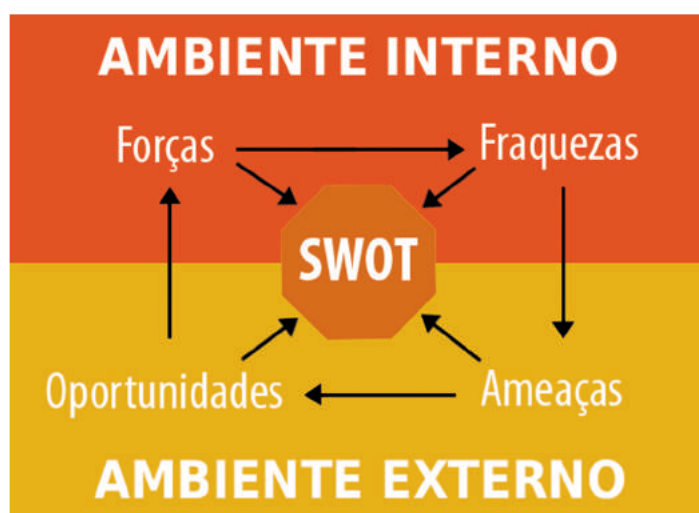 AMBIENTE INTERNO
Forças Fraquezas
SWOT
Oportunidades Ameaças
AMBIENTE EXTERNO